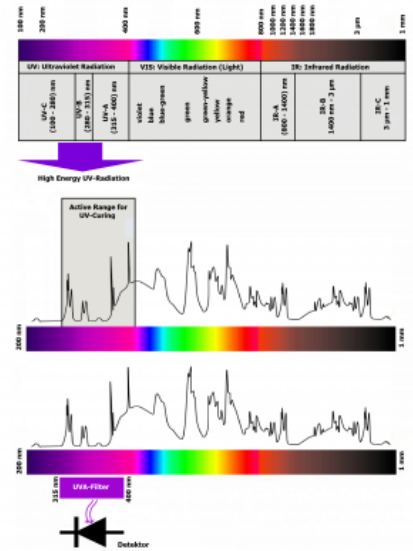 100 nm
200 nm
400 nm
600 nm
800 nm
1000 nm
1200 nm
1400 nm
1600 nm
1800 nm
3 µm
1 mm
UV: Ultraviolet Radiation
VIS: Visible Radiation (Light)
IR: Infrared Radiation
UV-C
(100 - 280) nm
UV-B
(280 - 315) nm
UV-A
(315 - 400) nm
violet
blue
blue-green
green
green-yellow
yellow
orange
red
IR-A
(800 - 1400) nm
IR-B
1400 nm - 3 µm
IR-C
3 µm - 1 mm
High Energy UV-Radiation
Active Range for
UV-Curing
200 nm
1 mm
200 nm
1 mm
315 nm
UVA-Filter
400 nm
Detektor